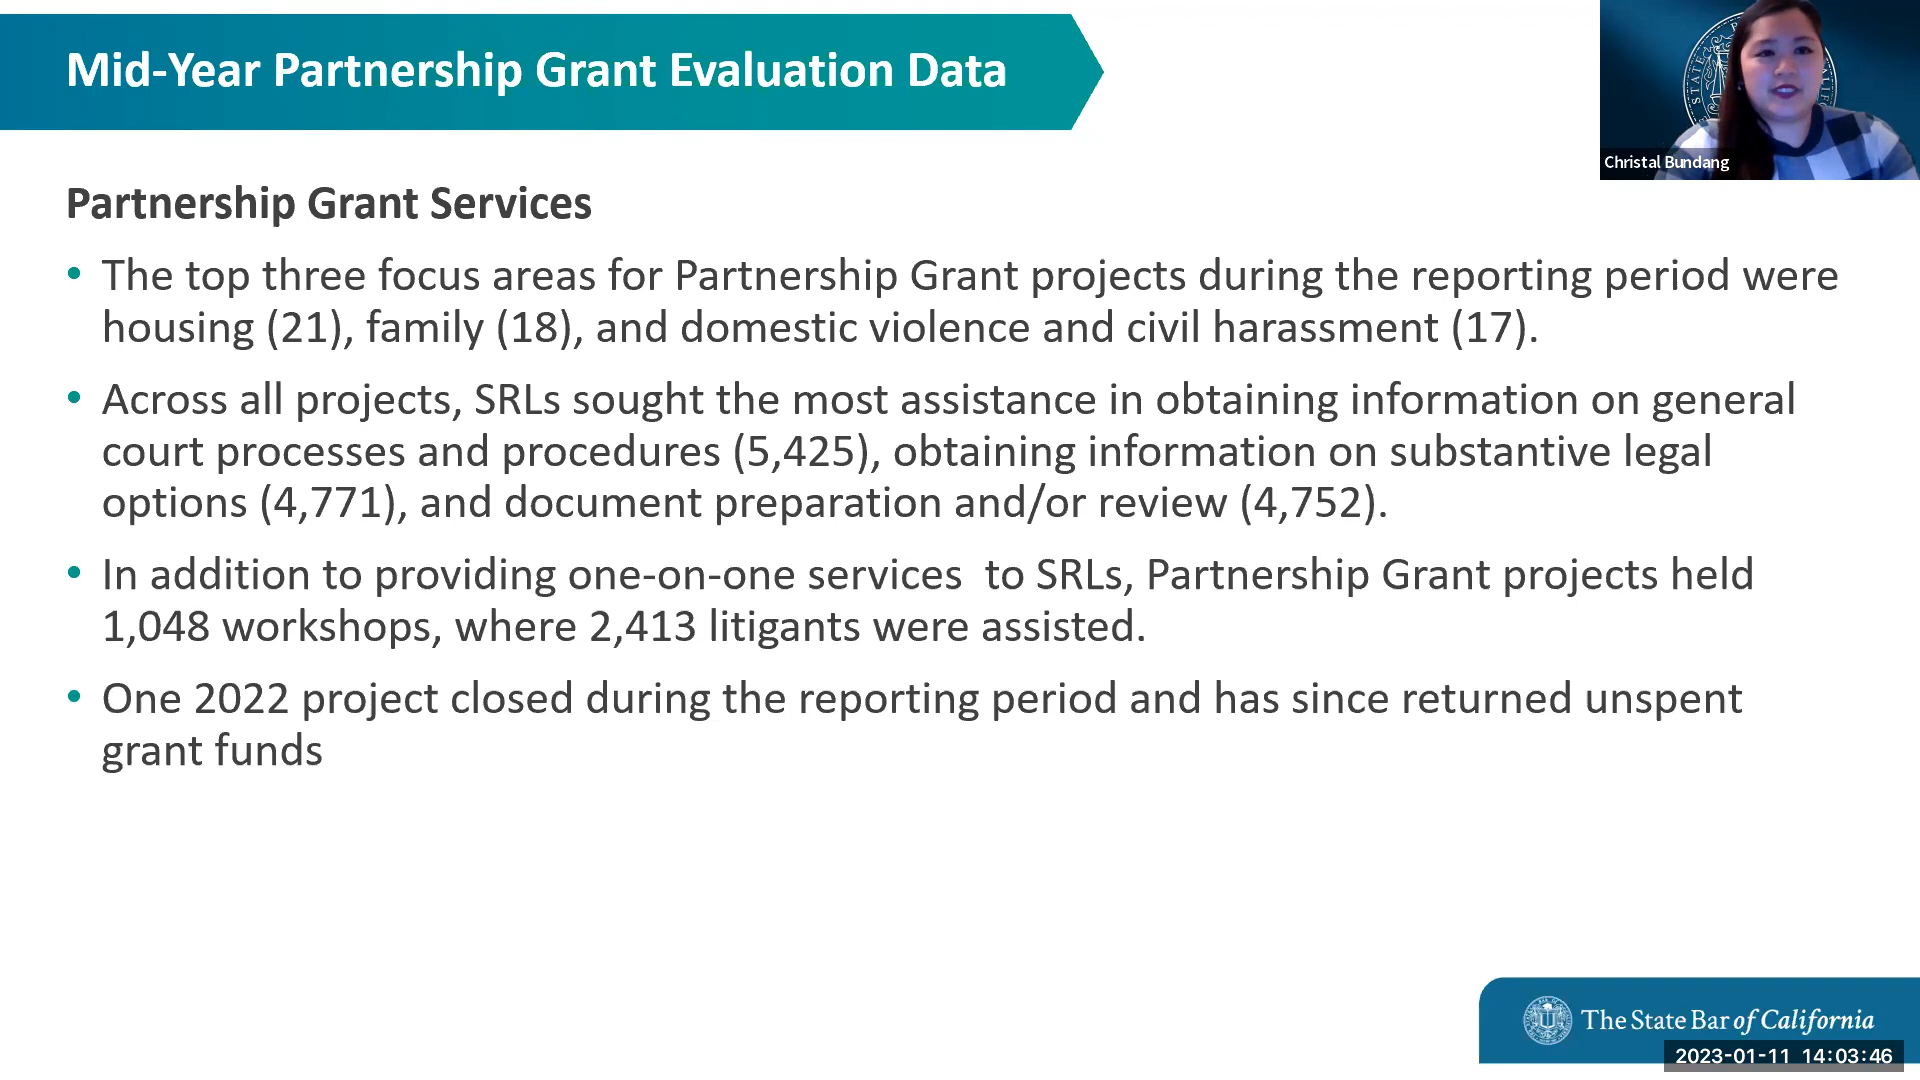 Mid-Year Partnership Grant Evaluation Data
Christal Bundang
Partnership Grant Services
• The top three focus areas for Partnership Grant projects during the reporting period were
housing (21), family (18), and domestic violence and civil harassment (17).
• Across all projects, SRLs sought the most assistance in obtaining information on general
court processes and procedures (5,425), obtaining information on substantive legal
options (4,771), and document preparation and/or review (4,752).
• In addition to providing one-on-one services  to SRLs, Partnership Grant projects held
1,048 workshops, where 2,413 litigants were assisted.
• One 2022 project closed during the reporting period and has since returned unspent
grant funds
The State Bar of California
2023-01-11 14:03:46